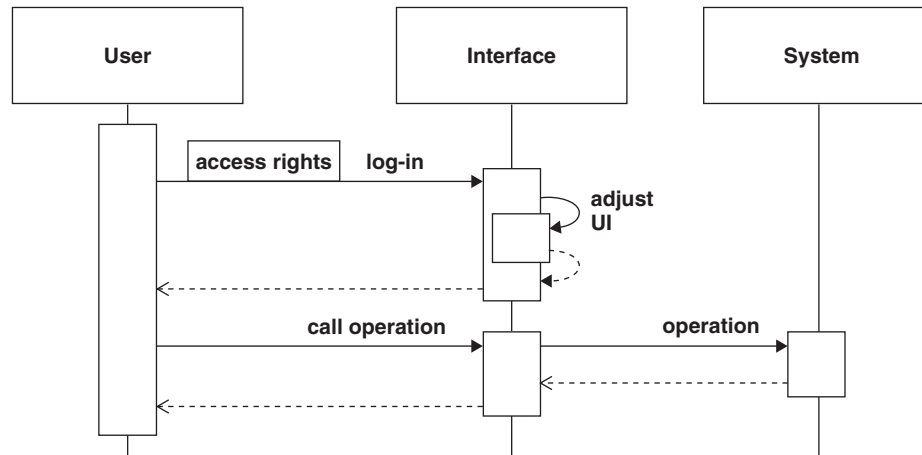 User
Interface
System
access rights
log-in
adjust
UI
call operation
operation